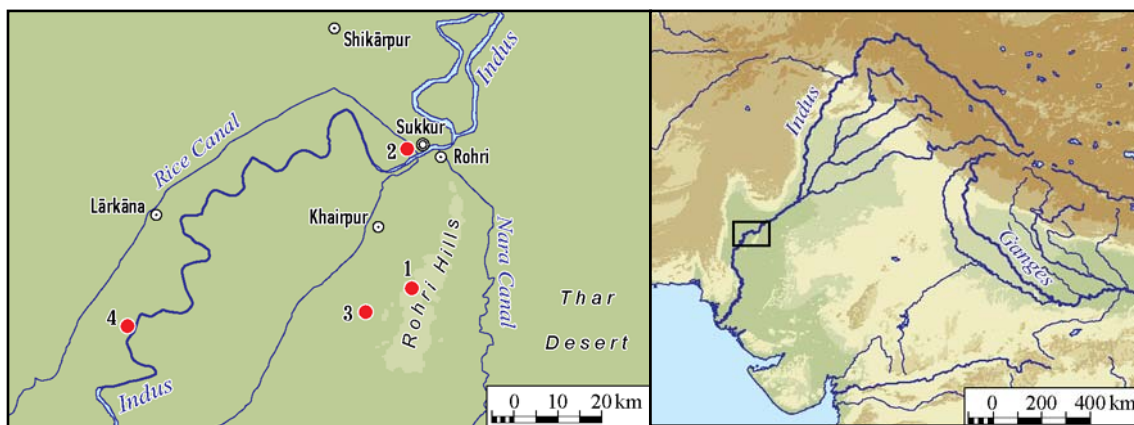 Shikārpur
Indus
Sukkur
2
Rohri
Rice Canal
Lārkāna
Khairpur
Nara Canal
1
Rohri Hills
3
Thar
Desert
4
Indus
0 10 20 km
Indus
Ganges
0 200 400 km